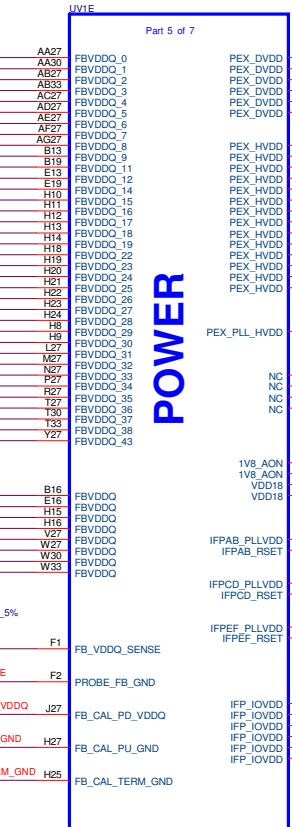 UV1E
Part 5 of 7
AA27 FBVDDQ_0 PEX_DVDD
AA30 FBVDDQ_1 PEX_DVDD
AB27 FBVDDQ_2 PEX_DVDD
AB33 FBVDDQ_3 PEX_DVDD
AC27 FBVDDQ_4 PEX_DVDD
AD27 FBVDDQ_5 PEX_DVDD
AE27 FBVDDQ_6
AF27 FBVDDQ_7
AG27 FBVDDQ_8 PEX_HVDD
B13 FBVDDQ_9 PEX_HVDD
B19 FBVDDQ_11 PEX_HVDD
E13 FBVDDQ_12 PEX_HVDD
E19 FBVDDQ_14 PEX_HVDD
H10 FBVDDQ_15 PEX_HVDD
H11 FBVDDQ_16 PEX_HVDD
H12 FBVDDQ_17 PEX_HVDD
H13 FBVDDQ_18 PEX_HVDD
H14 FBVDDQ_19 PEX_HVDD
H18 FBVDDQ_22 PEX_HVDD
H19 FBVDDQ_23 PEX_HVDD
H20 FBVDDQ_24 PEX_HVDD
H21 FBVDDQ_25 PEX_HVDD
H22 FBVDDQ_26
H23 FBVDDQ_27
H24 FBVDDQ_28
H8 FBVDDQ_29 PEX_PLL_HVDD
H9 FBVDDQ_30
L27 FBVDDQ_31
M27 FBVDDQ_32
N27 FBVDDQ_33 NC
P27 FBVDDQ_34 NC
R27 FBVDDQ_35 NC
T27 FBVDDQ_36 NC
T30 FBVDDQ_37
T33 FBVDDQ_38
Y27 FBVDDQ_43
POWER
1V8_AON
1V8_AON
VDD18
B16 FBVDDQ VDD18
E16 FBVDDQ
H15 FBVDDQ
H16 FBVDDQ
V27 FBVDDQ IFPAB_PLLVDD
W27 FBVDDQ IFPAB_RSET
W30 FBVDDQ
W33 FBVDDQ
IFPCD_PLLVDD
IFPCD_RSET
_5%
IFPEF_PLLVDD
IFPEF_RSET
F1 FB_VDDQ_SENSE
E F2 PROBE_FB_GND
VDDQ J27 FB_CAL_PD_VDDQ IFP_IOVDD
IFP_IOVDD
IFP_IOVDD
GND H27 FB_CAL_PU_GND IFP_IOVDD
IFP_IOVDD
IFP_IOVDD
M_GND H25 FB_CAL_TERM_GND